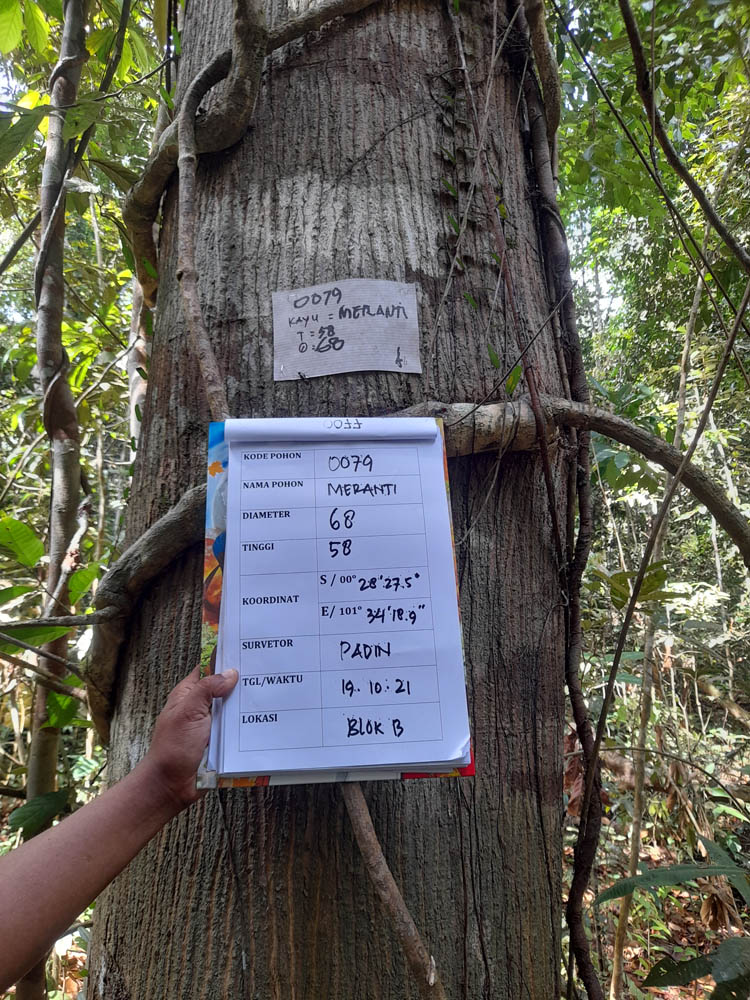 0079
KAYU = MERANTI
T = 58
⌀ : 68
KODE POHON 0079
NAMA POHON MERANTI
DIAMETER 68
TINGGI 58
KOORDINAT S / 00° 28'27.5"
E/ 101° 34'18.9"
SURVETOR PADIN
TGL/WAKTU 19. 10:21
LOKASI BLOK B